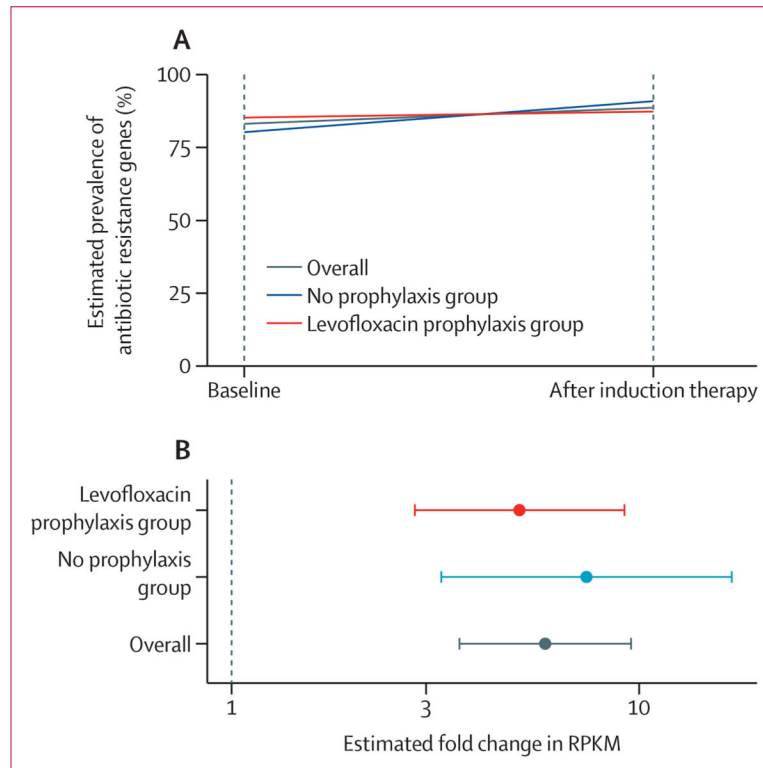 A
Estimated prevalence of
antibiotic resistance genes (%)
100
75
50
25
0
Overall
No prophylaxis group
Levofloxacin prophylaxis group
Baseline
After induction therapy
B
Levofloxacin
prophylaxis group
No prophylaxis
group
Overall
1
3
10
Estimated fold change in RPKM